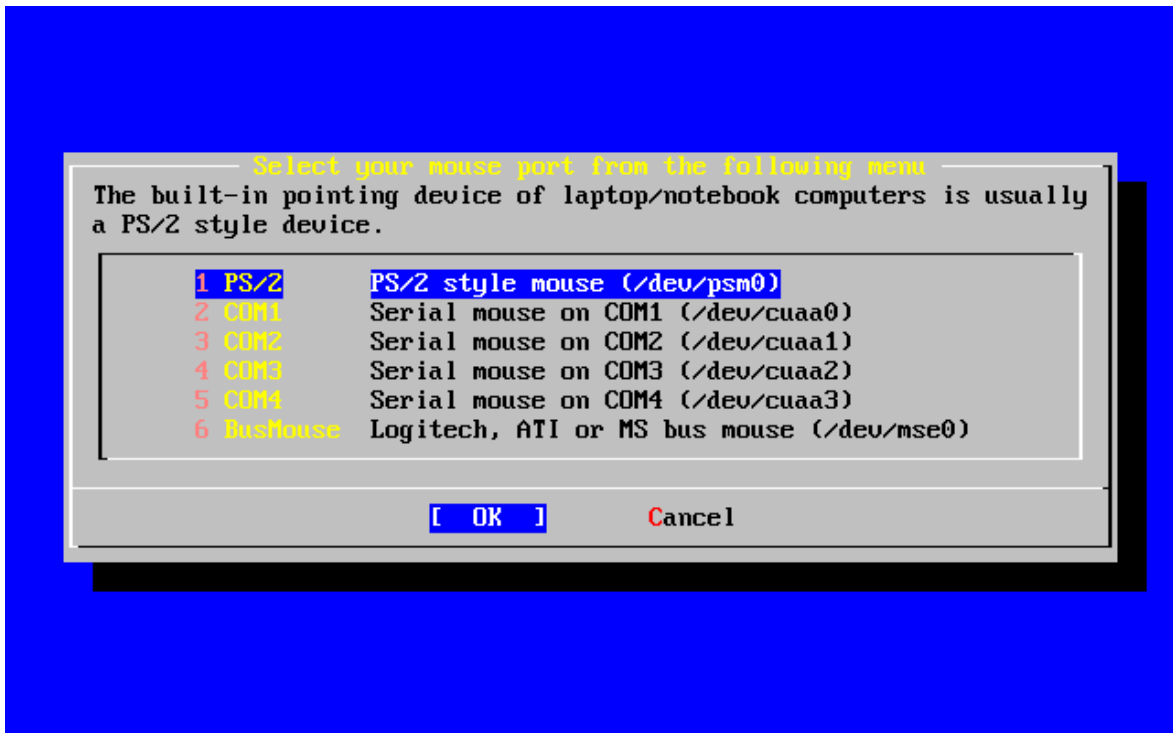 Select your mouse port from the following menu
The built-in pointing device of laptop/notebook computers is usually
a PS/2 style device.
1 PS/2 PS/2 style mouse (/dev/psm0)
2 COM1 Serial mouse on COM1 (/dev/cuaa0)
3 COM2 Serial mouse on COM2 (/dev/cuaa1)
4 COM3 Serial mouse on COM3 (/dev/cuaa2)
5 COM4 Serial mouse on COM4 (/dev/cuaa3)
6 BusMouse Logitech, ATI or MS bus mouse (/dev/mse0)
[ OK ] Cancel